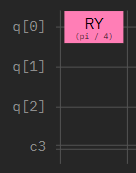 q[0]
RY
(pi / 4)
q[1]
q[2]
c3